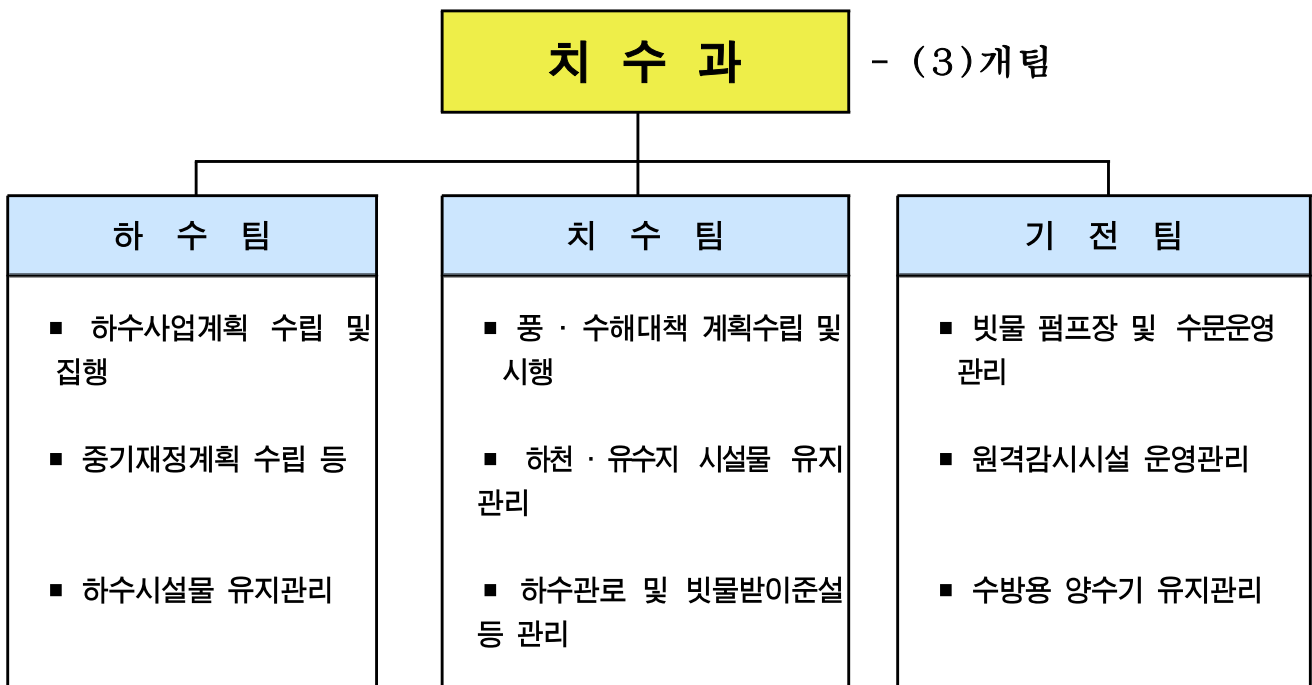 치 수 과 - (3)개팀
하 수 팀
■ 하수사업계획 수립 및
집행
■ 중기재정계획 수립 등
■ 하수시설물 유지관리
치 수 팀
■ 풍 · 수해대책 계획수립 및
시행
■ 하천 · 유수지 시설물 유지
관리
■ 하수관로 및 빗물받이준설
등 관리
기 전 팀
■ 빗물 펌프장 및 수문운영
관리
■ 원격감시시설 운영관리
■ 수방용 양수기 유지관리